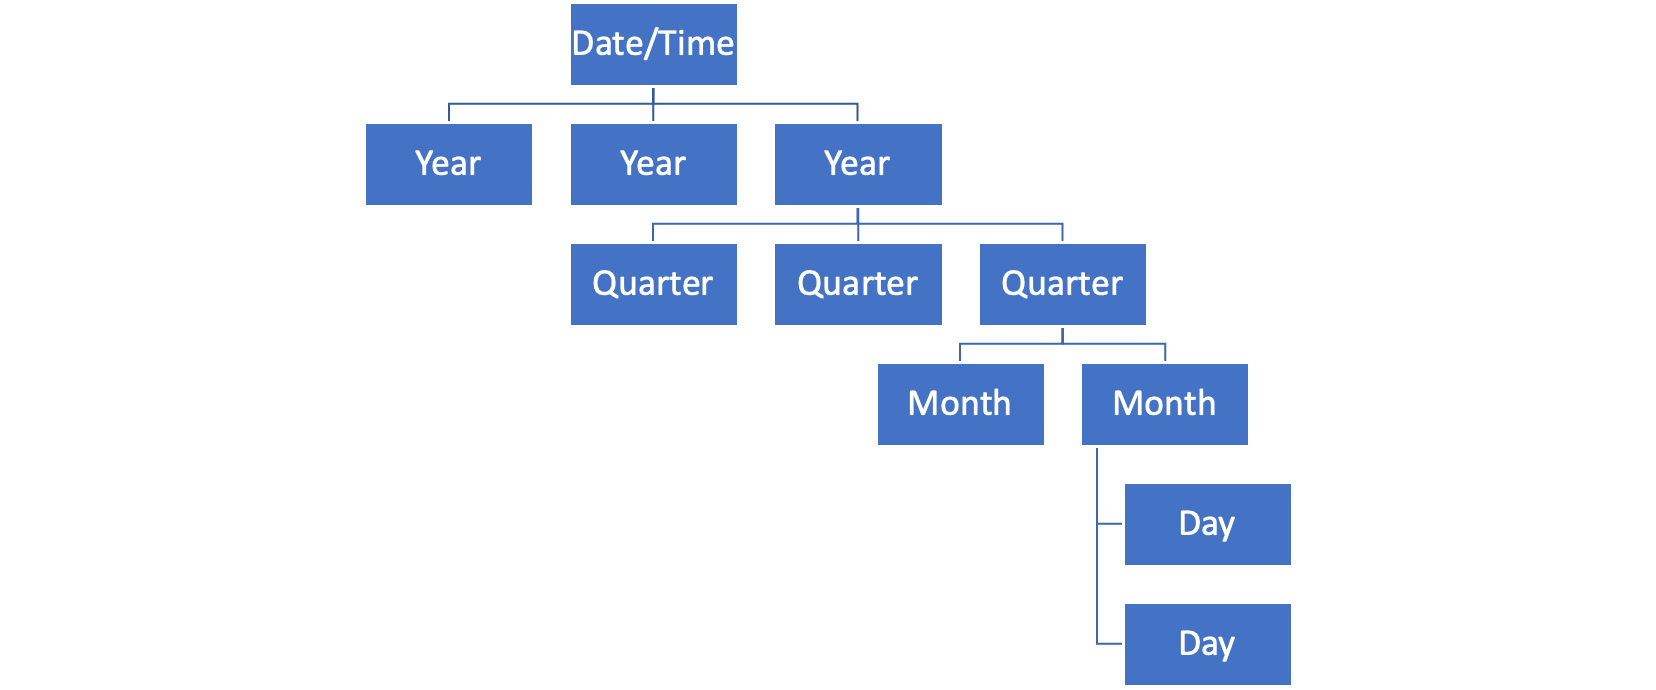 Date/Time
Year Year Year
Quarter Quarter Quarter
Month Month
Day
Day